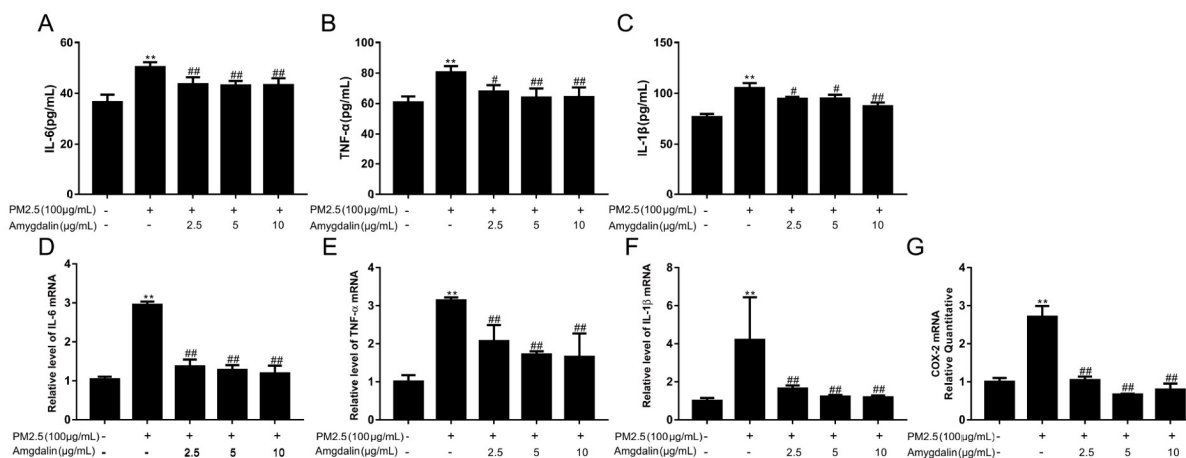 A
IL-6(pg/mL)
60
40
20
0
** ## ## ##
PM2.5(100μg/mL) - + + + +
Amygdalin(μg/mL) - - 2.5 5 10
B
TNF-α(pg/mL)
100
80
60
40
20
0
** # ## ##
PM2.5(100μg/mL) - + + + +
Amygdalin(μg/mL) - - 2.5 5 10
C
IL-1β(pg/mL)
150
100
50
0
** # # ##
PM2.5(100μg/mL) - + + + +
Amygdalin(μg/mL) - - 2.5 5 10
D
Relative level of IL-6 mRNA
4
3
2
1
0
** ## ## ##
PM2.5(100μg/mL) - + + + +
Amgdalin(μg/mL) - - 2.5 5 10
E
Relative level of TNF-α mRNA
4
3
2
1
0
** ## ## ##
PM2.5(100μg/mL) - + + + +
Amgdalin(μg/mL) - - 2.5 5 10
F
Relative level of IL-1β mRNA
8
6
4
2
0
** ## ## ##
PM2.5(100μg/mL) - + + + +
Amgdalin(μg/mL) - - 2.5 5 10
G
COX-2 mRNA
Relative Quantitative
4
3
2
1
0
** ## ## ##
PM2.5(100μg/mL) - + + + +
Amgdalin(μg/mL) - - 2.5 5 10